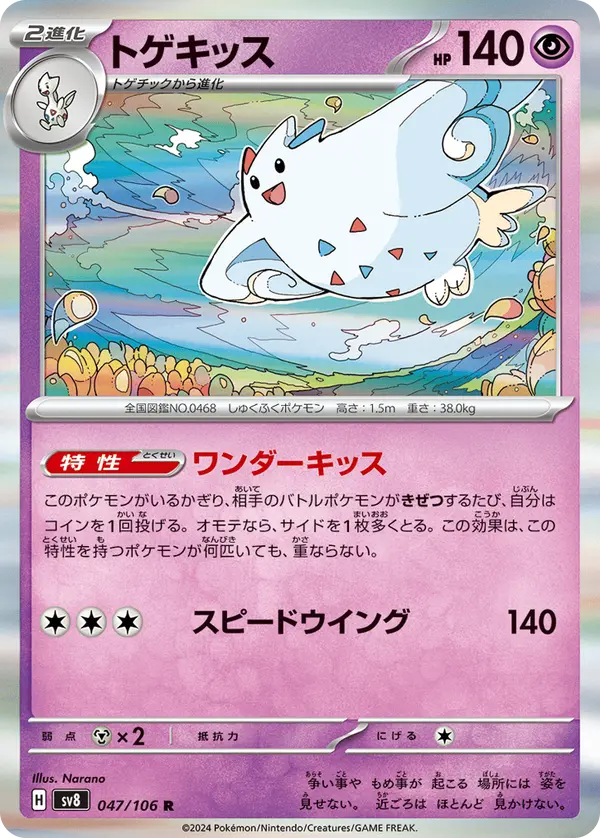 2進化
トゲキッス
HP 140
トゲチックから進化
全国図鑑NO.0468 しゅくふくポケモン 高さ：1.5m 重さ：38.0kg
特性 とくせい ワンダーキッス
このポケモンがいるかぎり、相手のバトルポケモンがきぜつするたび、自分は
コインを1回投げる。オモテなら、サイドを1枚多くとる。この効果は、この
特性を持つポケモンが何匹いても、重ならない。
スピードウイング 140
弱点 ×2 抵抗力 にげる
Illus. Narano
H sv8 047/106 R
争い事や もめ事が 起こる 場所には 姿を
見せない。 近ごろは ほとんど 見かけない。
©2024 Pokémon/Nintendo/Creatures/GAME FREAK.